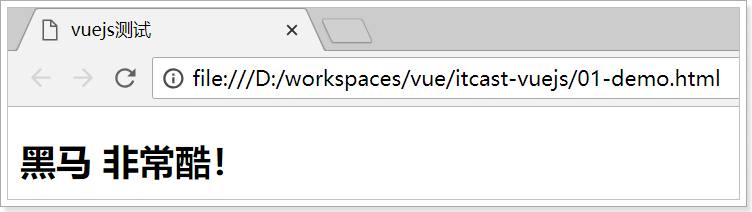 vuejs测试
file:///D:/workspaces/vue/itcast-vuejs/01-demo.html
黑马 非常酷！